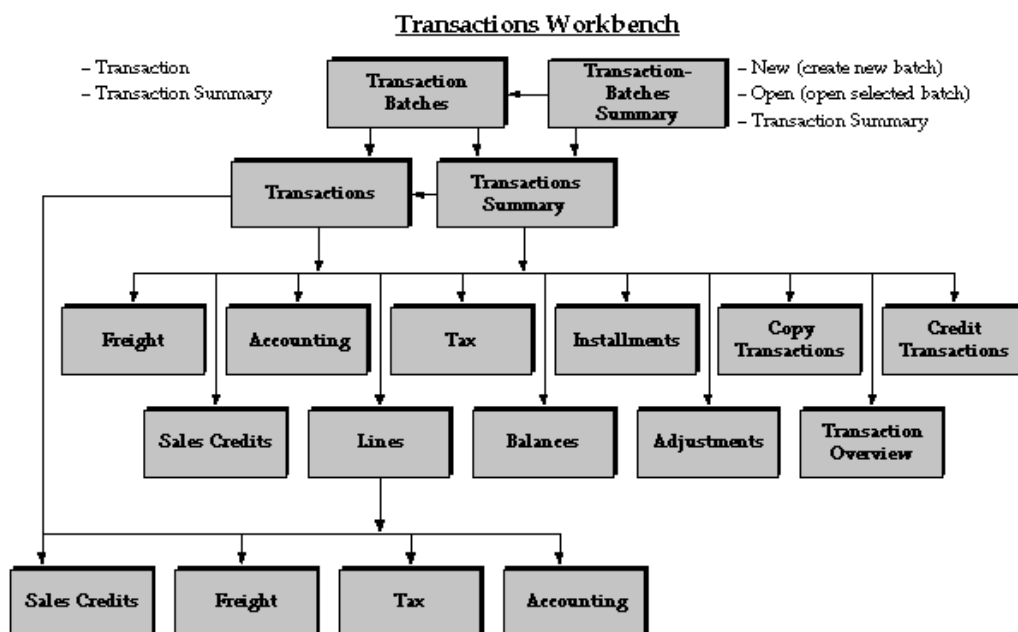 Transactions Workbench
– Transaction
– Transaction Summary
Transaction
Batches
Transaction-
Batches
Summary
– New (create new batch)
– Open (open selected batch)
– Transaction Summary
Transactions
Transactions
Summary
Freight
Accounting
Tax
Installments
Copy
Transactions
Credit
Transactions
Sales Credits
Lines
Balances
Adjustments
Transaction
Overview
Sales Credits
Freight
Tax
Accounting